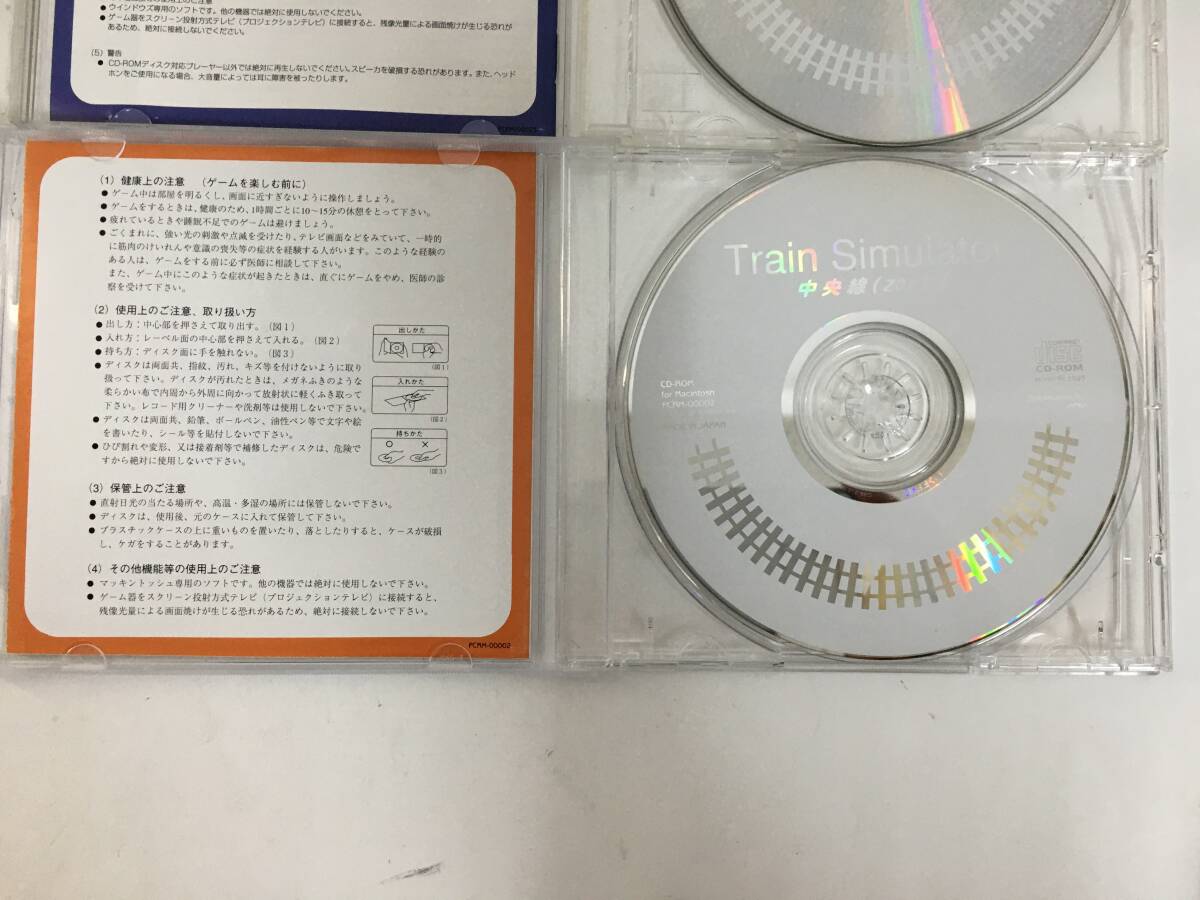 ● ウインドウズ専用のソフトです。他の機器では絶対に使用しないでください。
● ゲーム器をスクリーン投射方式テレビ（プロジェクションテレビ）に接続すると、残像光量による画面焼けが生じる恐れが
あるため、絶対に接続しないでください。
（5）警告
● CD-ROMディスク対応プレーヤー以外では絶対に再生しないでください。スピーカを破損する恐れがあります。また、ヘッド
ホンをご使用になる場合、大音量によっては耳に障害を被ったりします。
（1）健康上の注意 （ゲームを楽しむ前に）
● ゲーム中は部屋を明るくし、画面に近すぎないように操作しましょう。
● ゲームをするときは、健康のため、1時間ごとに10〜15分の休憩をとって下さい。
● 疲れているときや睡眠不足でのゲームは避けましょう。
● ごくまれに、強い光の刺激や点滅を受けたり、テレビ画面などをみていて、一時的
に筋肉のけいれんや意識の喪失等の症状を経験する人がいます。このような経験の
ある人は、ゲームをする前に必ず医師に相談して下さい。
また、ゲーム中にこのような症状が起きたときは、直ぐにゲームをやめ、医師の診
察を受けて下さい。
（2）使用上のご注意、取り扱い方
● 出し方：中心部を押さえて取り出す。（図1）
● 入れ方：レーベル面の中心部を押さえて入れる。（図2）
● 持ち方：ディスク面に手を触れない。（図3）
● ディスクは両面共、指紋、汚れ、キズ等を付けないように取り
扱って下さい。ディスクが汚れたときは、メガネふきのような
柔らかい布で内周から外周に向かって放射状に軽くふき取って
下さい。レコード用クリーナーや洗剤等は使用しないで下さい。
● ディスクは両面共、鉛筆、ボールペン、油性ペン等で文字や絵
を書いたり、シール等を貼付しないで下さい。
● ひび割れや変形、又は接着剤等で補修したディスクは、危険で
すから絶対に使用しないで下さい。
出しかた
（図1）
入れかた
（図2）
持ちかた
○ ×
（図3）
（3）保管上のご注意
● 直射日光の当たる場所や、高温・多湿の場所には保管しないで下さい。
● ディスクは、使用後、元のケースに入れて保管して下さい。
● プラスチックケースの上に重いものを置いたり、落としたりすると、ケースが破損
し、ケガをすることがあります。
（4）その他機能等の使用上のご注意
● マッキントッシュ専用のソフトです。他の機器では絶対に使用しないで下さい。
● ゲーム器をスクリーン投射方式テレビ（プロジェクションテレビ）に接続すると、
残像光量による画面焼けが生じる恐れがあるため、絶対に接続しないで下さい。
PCRM-00002
Train Simu
中央線
CD-ROM
for Macintosh
PCRM-00002
MADE IN JAPAN
COMPACT
disc
CD-ROM